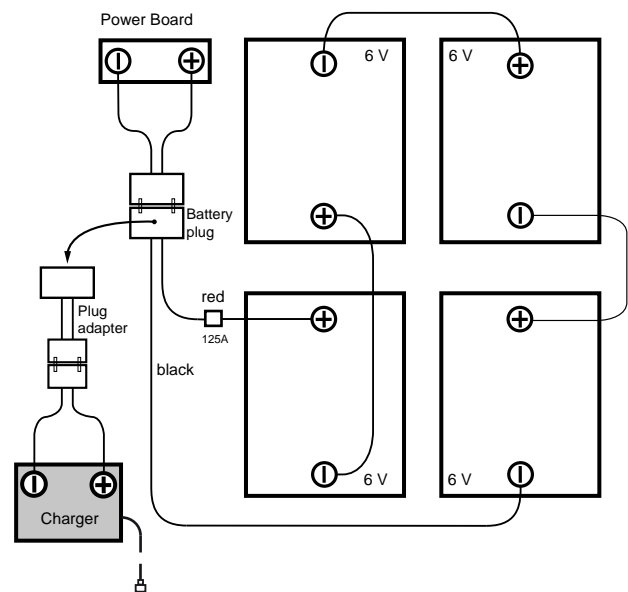 Power Board
6 V
6 V
Battery
plug
Plug
adapter
red
125A
black
6 V
6 V
Charger